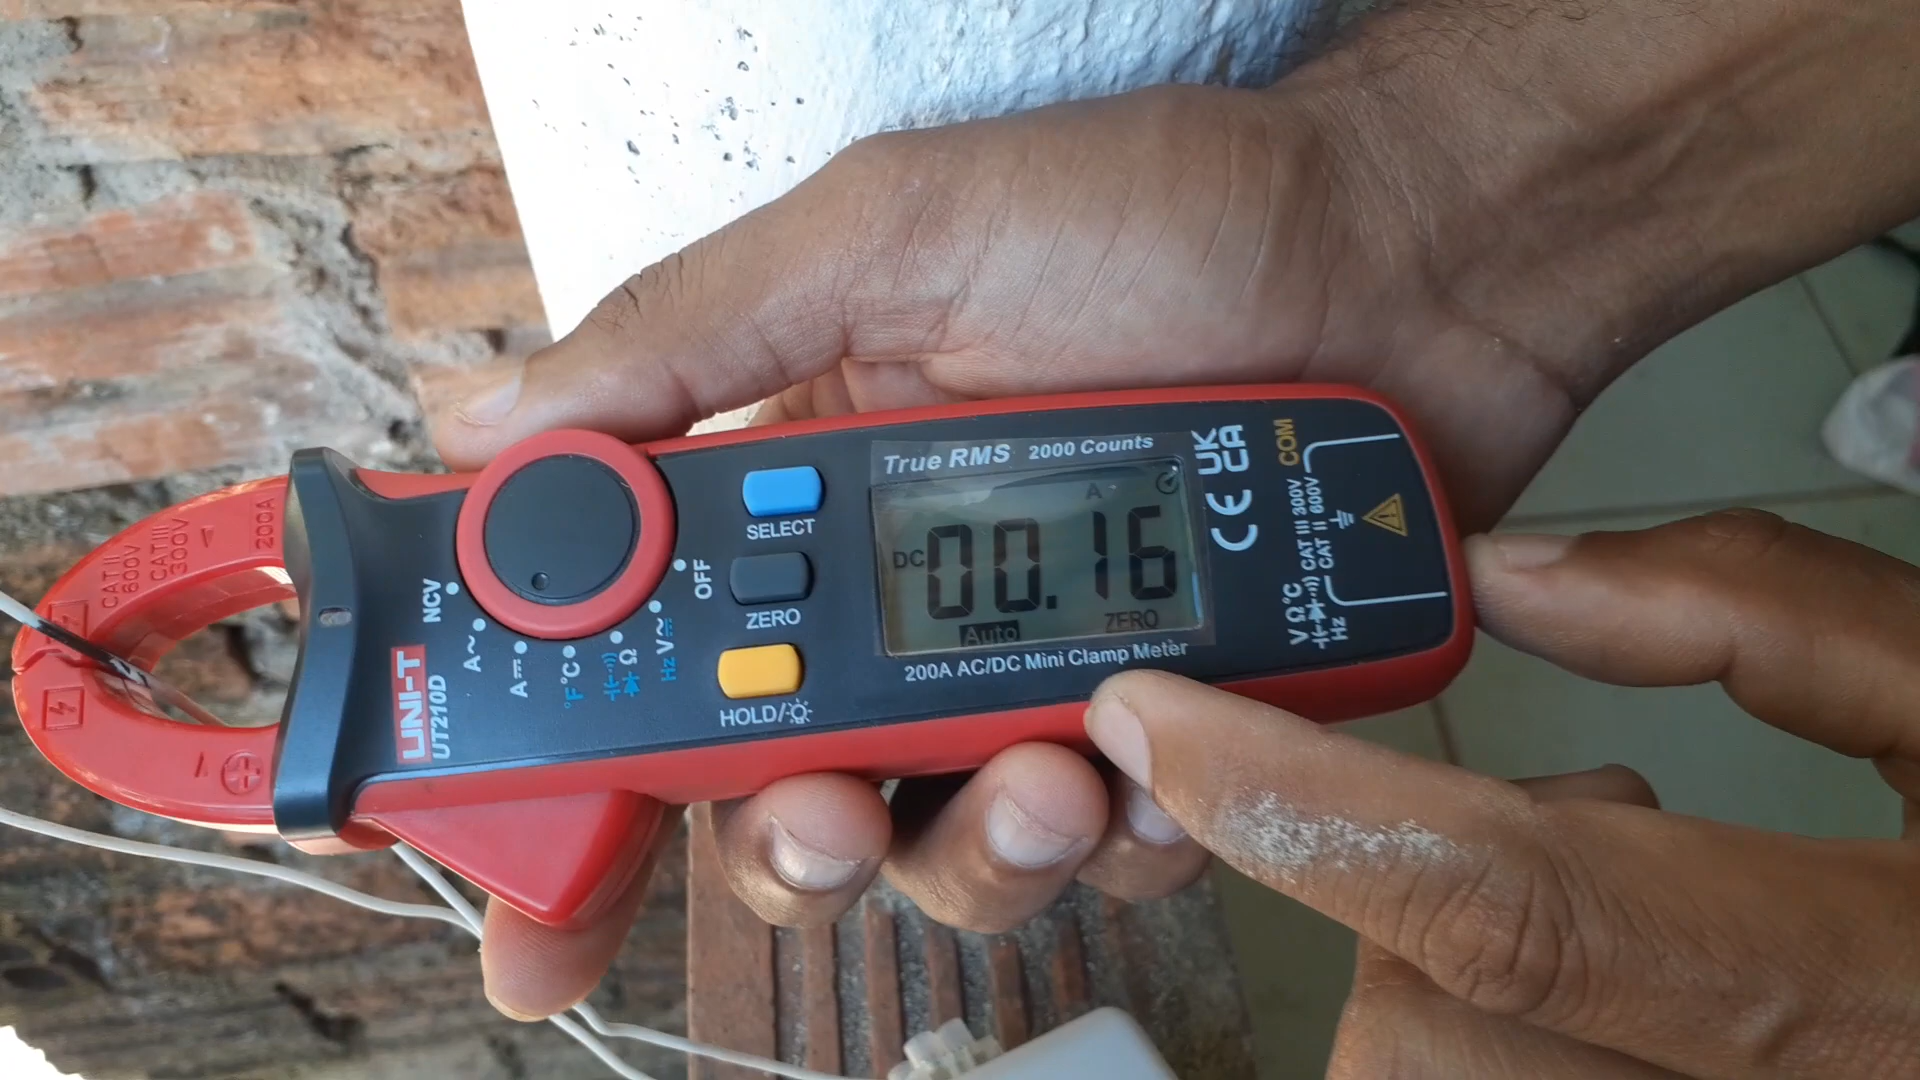 CAT II
600V
CAT III
300V
200A
UNI-T
UT210D
NCV
A~
A⎓
°F°C
Ω
Hz V~
OFF
SELECT
ZERO
HOLD/
True RMS 2000 Counts
A
DC 00.16
Auto ZERO
200A AC/DC Mini Clamp Meter
CE UK
CA
COM
CAT III 300V
CAT II 600V
VΩ°C
Hz